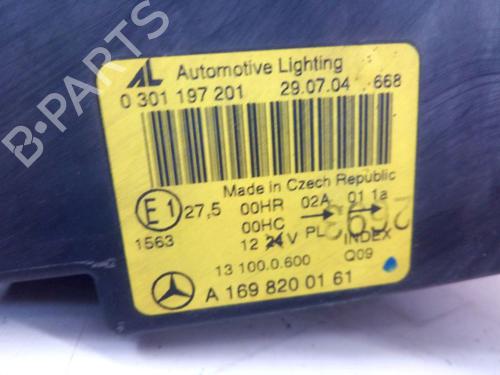 AL Automotive Lighting
0 301 197 201 29.07.04 668
Made in Czech Republic
E1 27,5 00HR 02A 01 1a
1563 00HC
12 24 V PL INDEX
13 100.0.600 Q09
A 169 820 01 61
B-PARTS